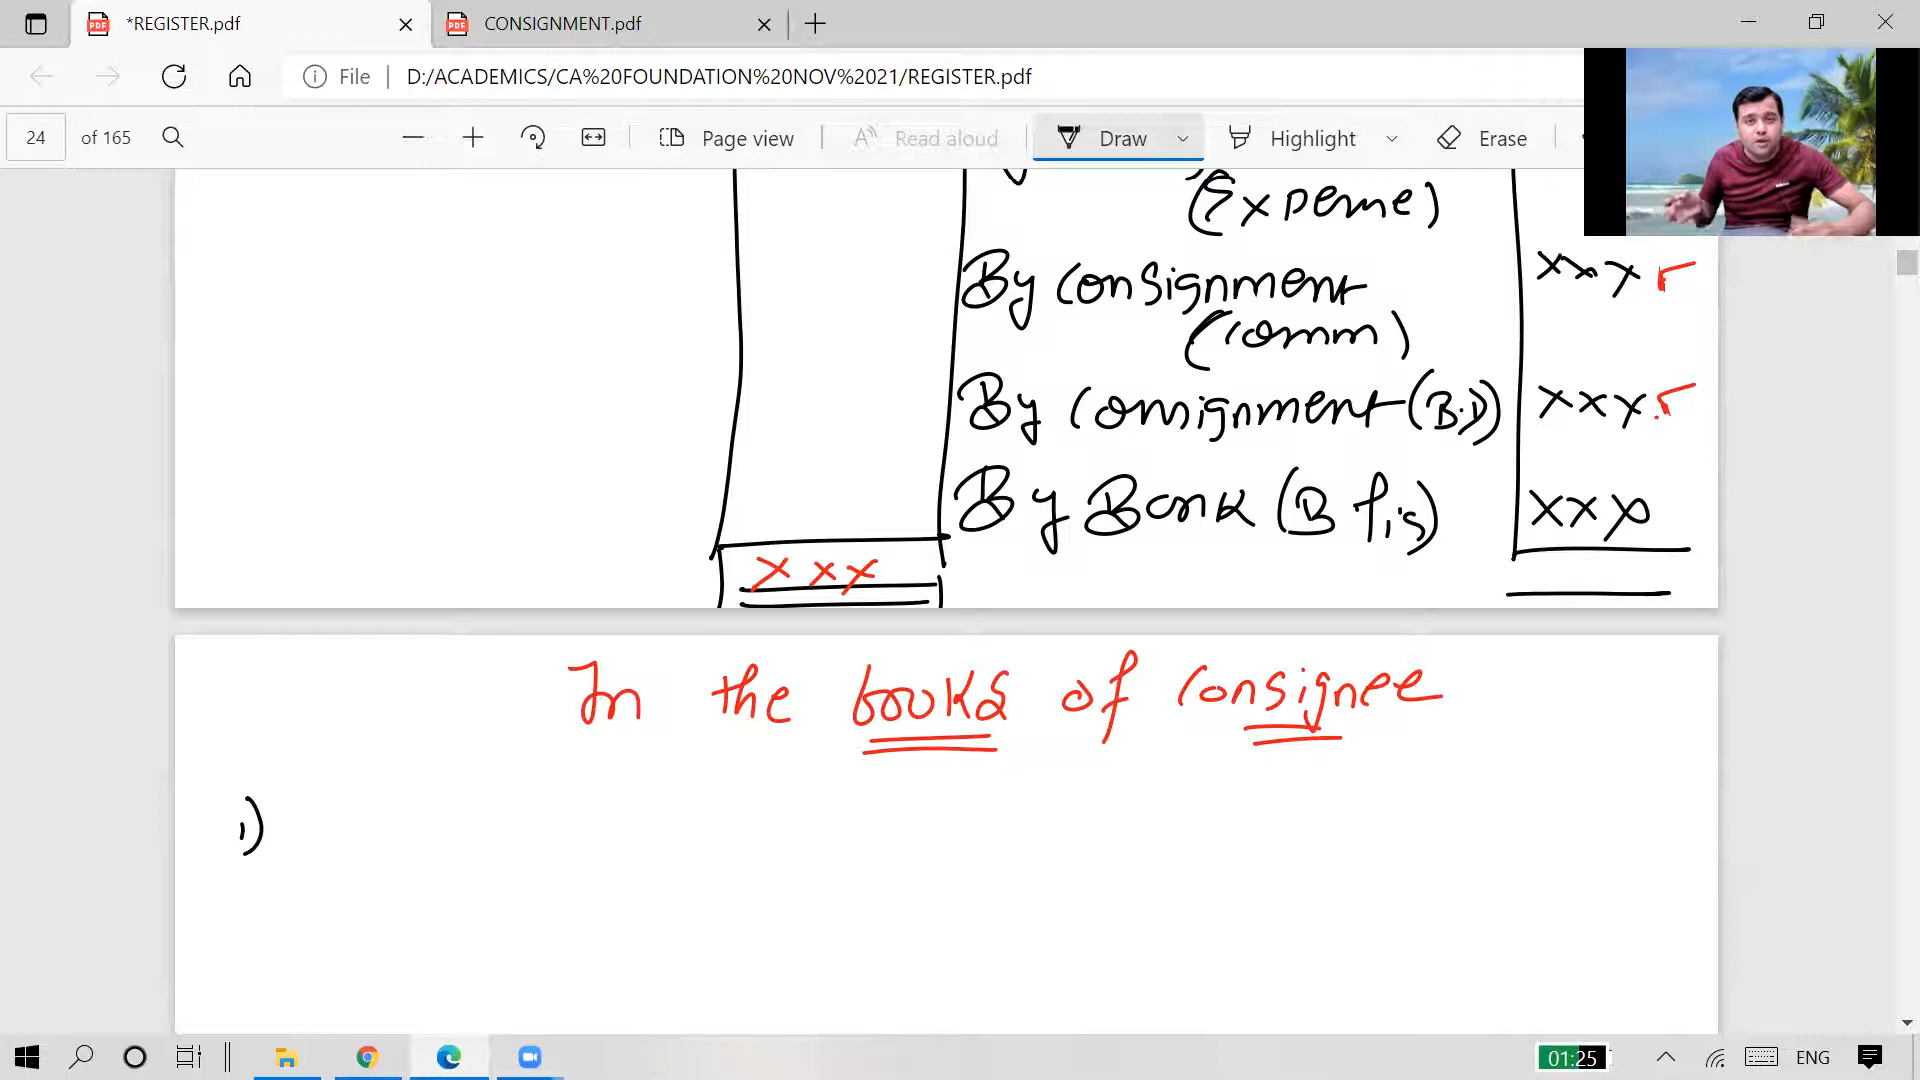 *REGISTER.pdf
CONSIGNMENT.pdf
File
D:/ACADEMICS/CA%20FOUNDATION%20NOV%2021/REGISTER.pdf
24 of 165
Page view
Read aloud
Draw
Highlight
Erase
(Expense)
By consignment xxx
(comm)
By consignment (B.D) xxx
By Bank (B fig) xxx
xxx
In the books of consignee
1)
01:25
ENG